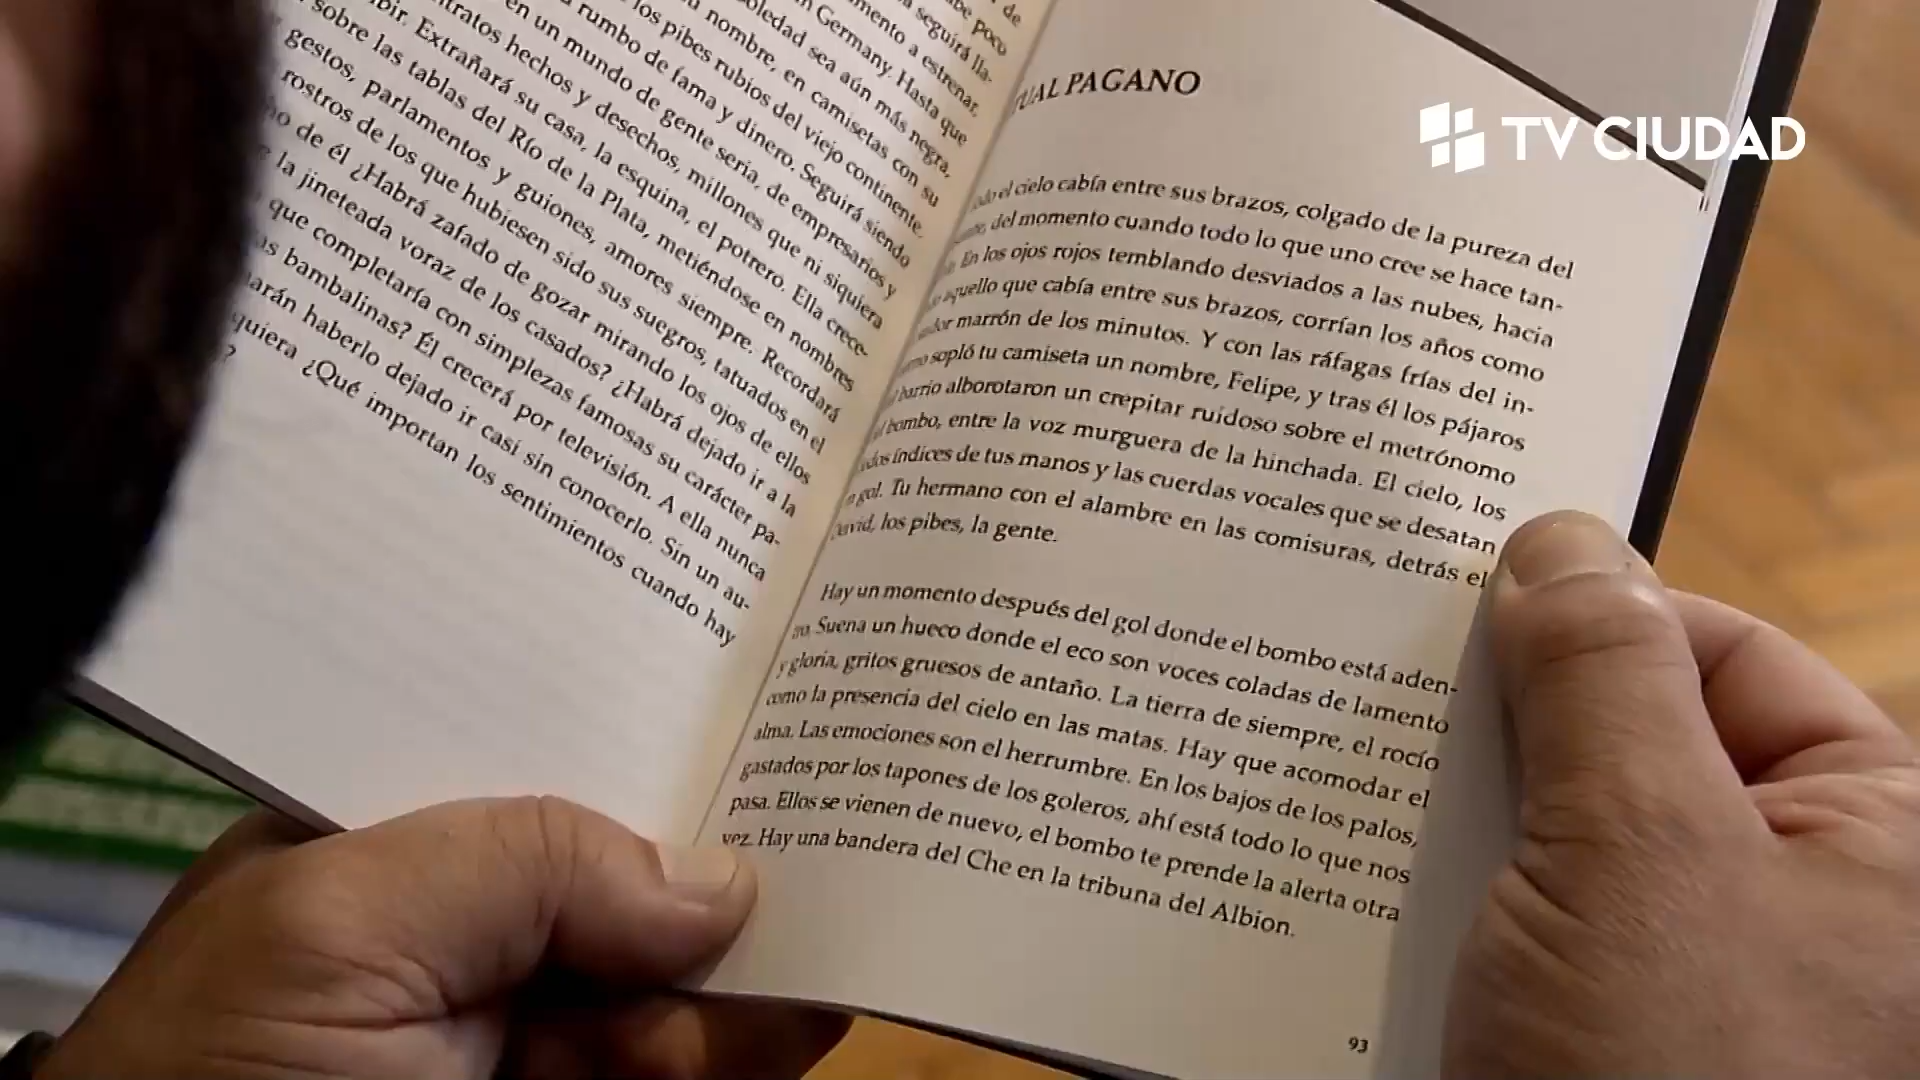 de
be poco
seguirá lla-
mento a estrenar,
n Germany. Hasta que
soledad sea aún más negra,
nombre, en camisetas con su
los pibes rubios del viejo continente.
rumbo de fama y dinero. Seguirá siendo
en un mundo de gente seria, de empresarios y
ntratos hechos y desechos, millones que ni siquiera
bir. Extrañará su casa, la esquina, el potrero. Ella crece-
sobre las tablas del Río de la Plata, metiéndose en nombres
gestos, parlamentos y guiones, amores siempre. Recordará
rostros de los que hubiesen sido sus suegros, tatuados en el
no de él ¿Habrá zafado de gozar mirando los ojos de ellos
la jineteada voraz de los casados? ¿Habrá dejado ir a la
que completaría con simplezas famosas su carácter pa-
as bambalinas? Él crecerá por televisión. A ella nunca
arán haberlo dejado ir casi sin conocerlo. Sin un au-
quiera ¿Qué importan los sentimientos cuando hay
?
TUAL PAGANO
TV CIUDAD
odo el cielo cabía entre sus brazos, colgado de la pureza del
del momento cuando todo lo que uno cree se hace tan-
En los ojos rojos temblando desviados a las nubes, hacia
aquello que cabía entre sus brazos, corrían los años como
marrón de los minutos. Y con las ráfagas frías del in-
sopló tu camiseta un nombre, Felipe, y tras él los pájaros
barrio alborotaron un crepitar ruidoso sobre el metrónomo
bombo, entre la voz murguera de la hinchada. El cielo, los
dos índices de tus manos y las cuerdas vocales que se desatan
gol. Tu hermano con el alambre en las comisuras, detrás el
David, los pibes, la gente.
Hay un momento después del gol donde el bombo está aden-
tro. Suena un hueco donde el eco son voces coladas de lamento
y gloria, gritos gruesos de antaño. La tierra de siempre, el rocío
como la presencia del cielo en las matas. Hay que acomodar el
alma. Las emociones son el herrumbre. En los bajos de los palos,
gastados por los tapones de los goleros, ahí está todo lo que nos
pasa. Ellos se vienen de nuevo, el bombo te prende la alerta otra
vez. Hay una bandera del Che en la tribuna del Albion.
93